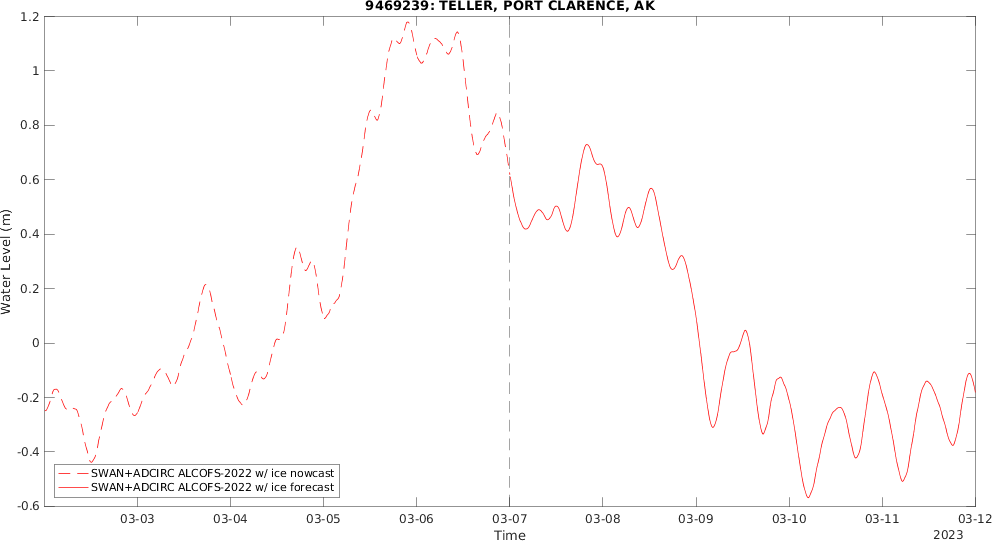 9469239: TELLER, PORT CLARENCE, AK
Water Level (m)
1.2
1
0.8
0.6
0.4
0.2
0
-0.2
-0.4
-0.6
SWAN+ADCIRC ALCOFS-2022 w/ ice nowcast
SWAN+ADCIRC ALCOFS-2022 w/ ice forecast
03-03 03-04 03-05 03-06 03-07 03-08 03-09 03-10 03-11 03-12
Time
2023